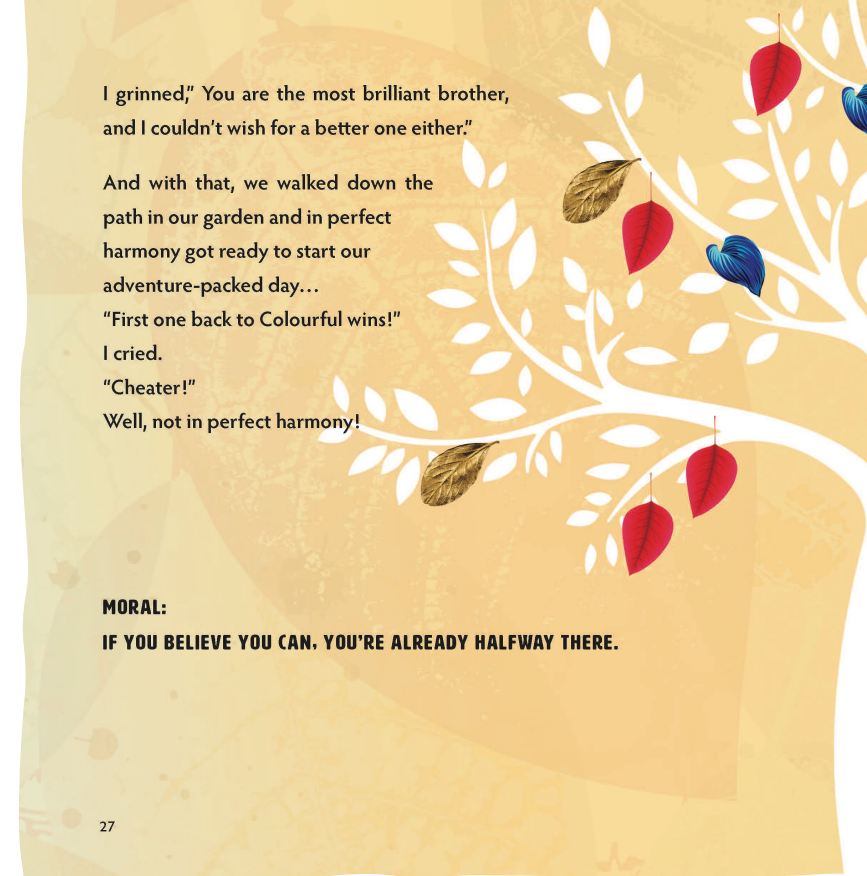 I grinned,” You are the most brilliant brother,
and I couldn’t wish for a better one either.”
And with that, we walked down the
path in our garden and in perfect
harmony got ready to start our
adventure-packed day…
“First one back to Colourful wins!”
I cried.
“Cheater!”
Well, not in perfect harmony!
MORAL:
IF YOU BELIEVE YOU CAN, YOU’RE ALREADY HALFWAY THERE.
27